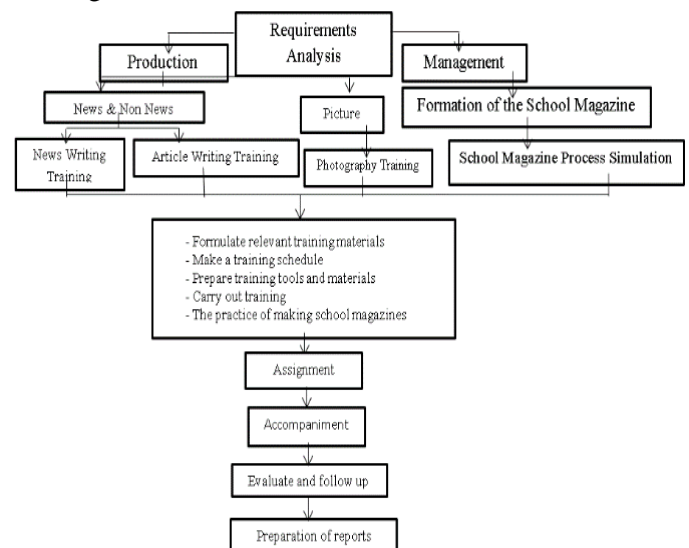 Requirements
Analysis
Production
Management
News & Non News
Picture
Formation of the School Magazine
News Writing
Training
Article Writing Training
Photography Training
School Magazine Process Simulation
- Formulate relevant training materials
- Make a training schedule
- Prepare training tools and materials
- Carry out training
- The practice of making school magazines
Assignment
Accompaniment
Evaluate and follow up
Preparation of reports